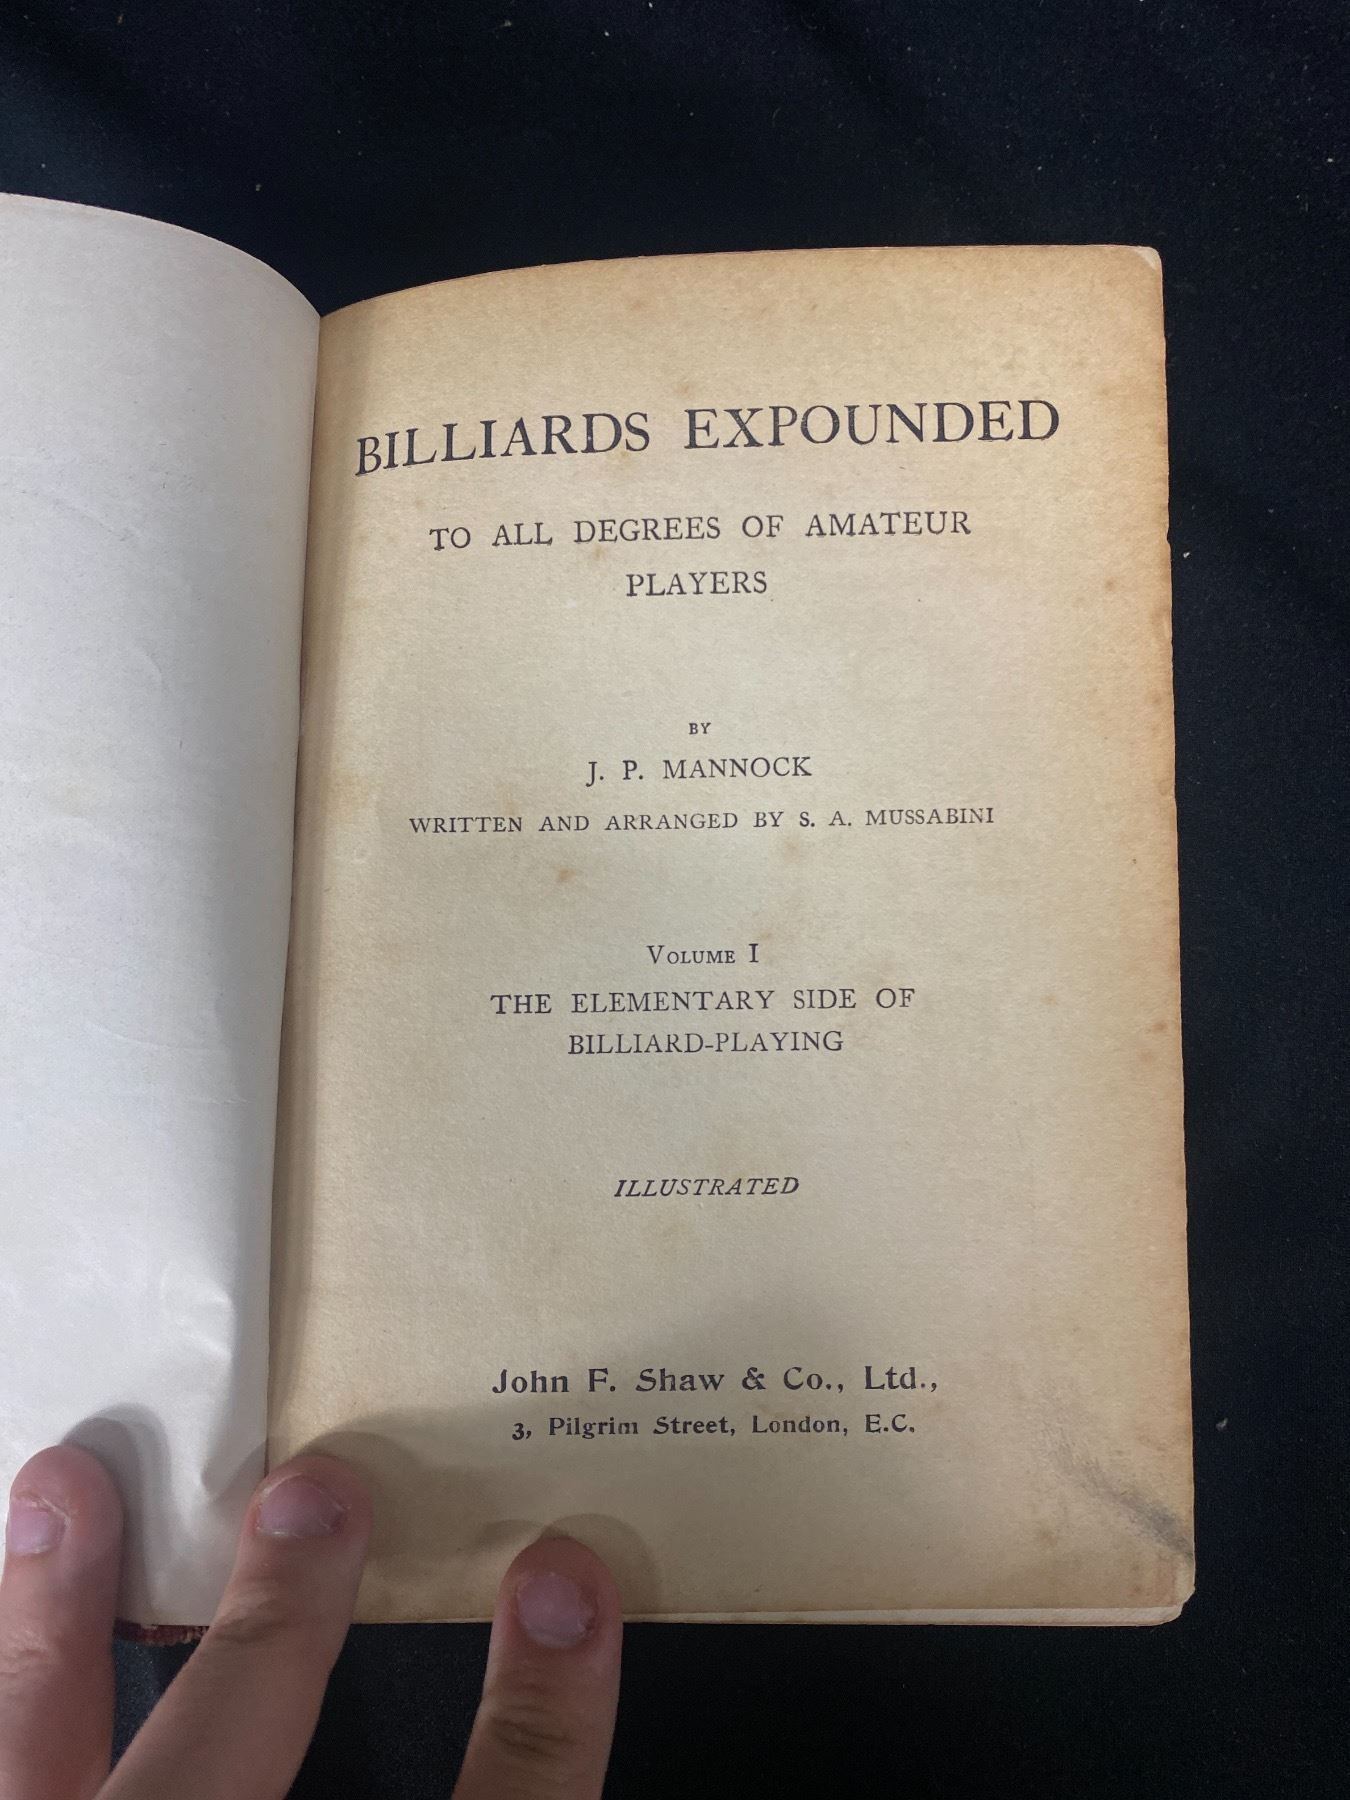 BILLIARDS EXPOUNDED
TO ALL DEGREES OF AMATEUR
PLAYERS
BY
J. P. MANNOCK
WRITTEN AND ARRANGED BY S. A. MUSSABINI
VOLUME I
THE ELEMENTARY SIDE OF
BILLIARD-PLAYING
ILLUSTRATED
John F. Shaw & Co., Ltd.,
3, Pilgrim Street, London, E.C.